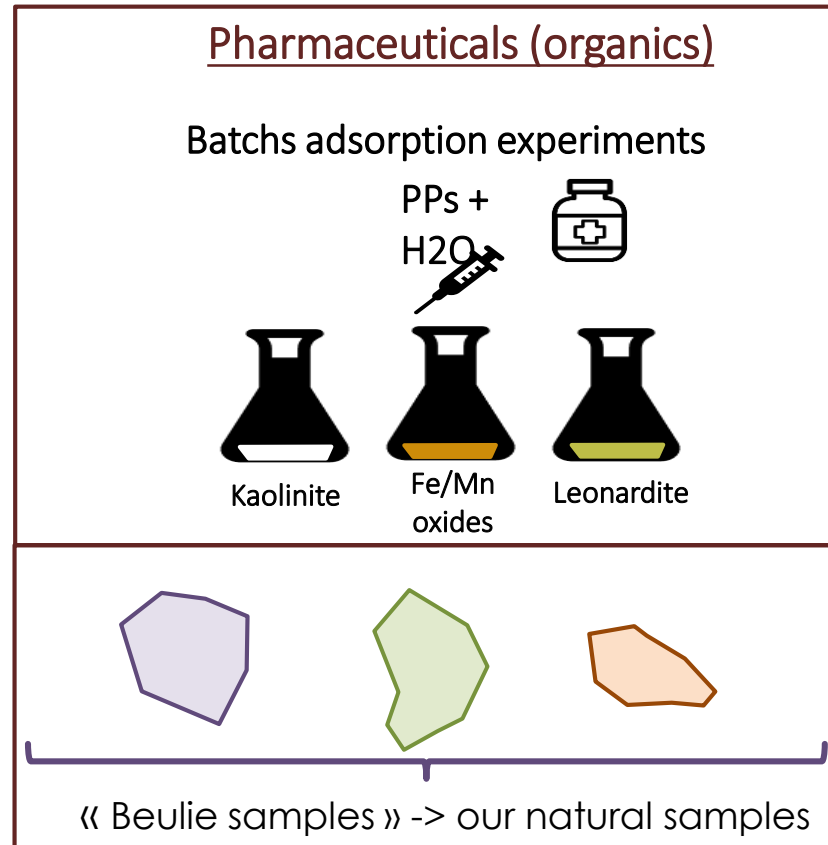 Pharmaceuticals (organics)
Batchs adsorption experiments
PPs +
H2O
Kaolinite
Fe/Mn
oxides
Leonardite
« Beulie samples » -> our natural samples